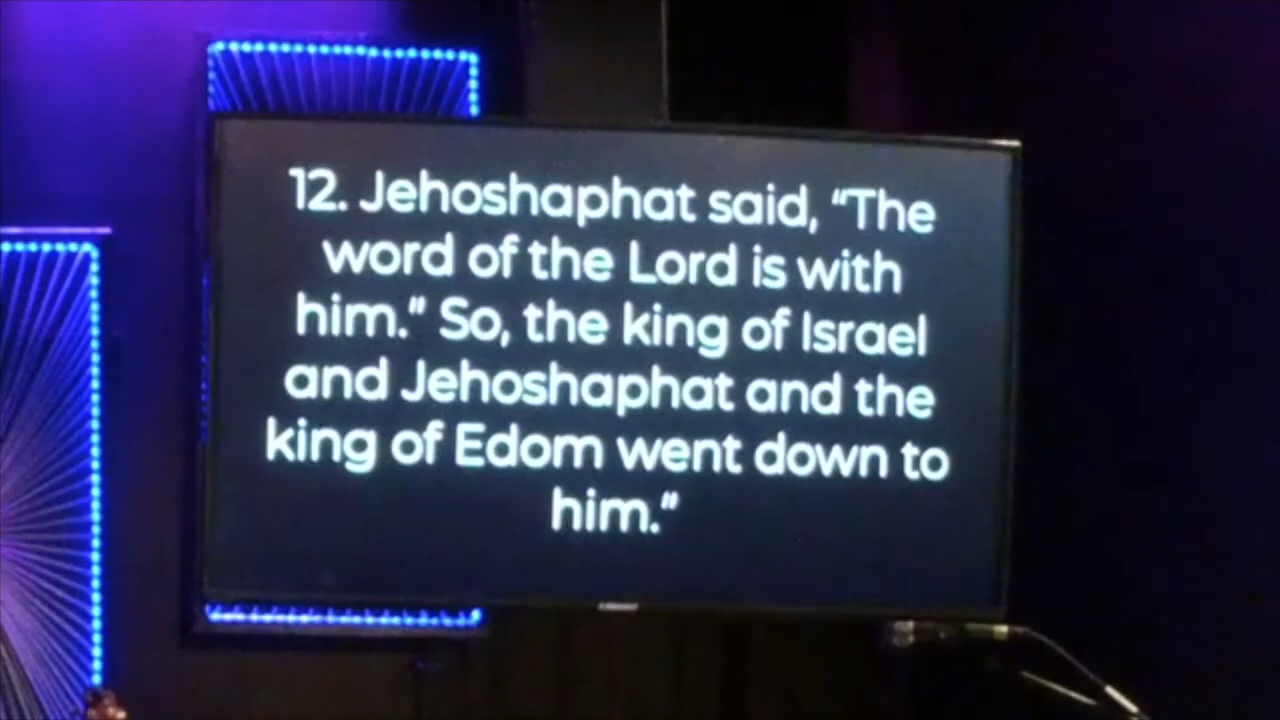 12. Jehoshaphat said, “The
word of the Lord is with
him.” So, the king of Israel
and Jehoshaphat and the
king of Edom went down to
him.”